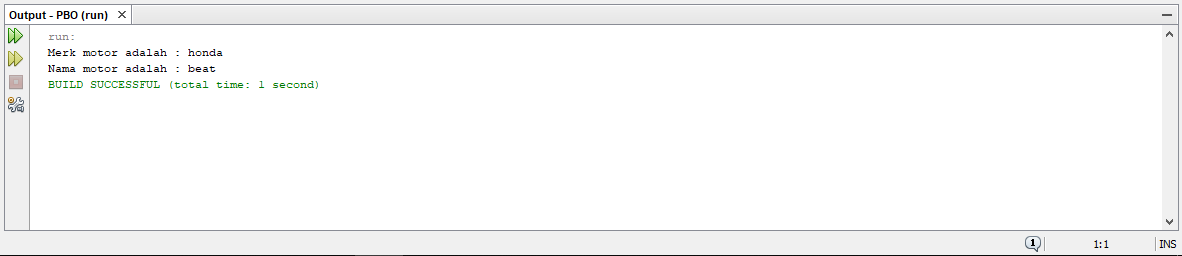 Output - PBO (run)
run:
Merk motor adalah : honda
Nama motor adalah : beat
BUILD SUCCESSFUL (total time: 1 second)
1
1:1
INS